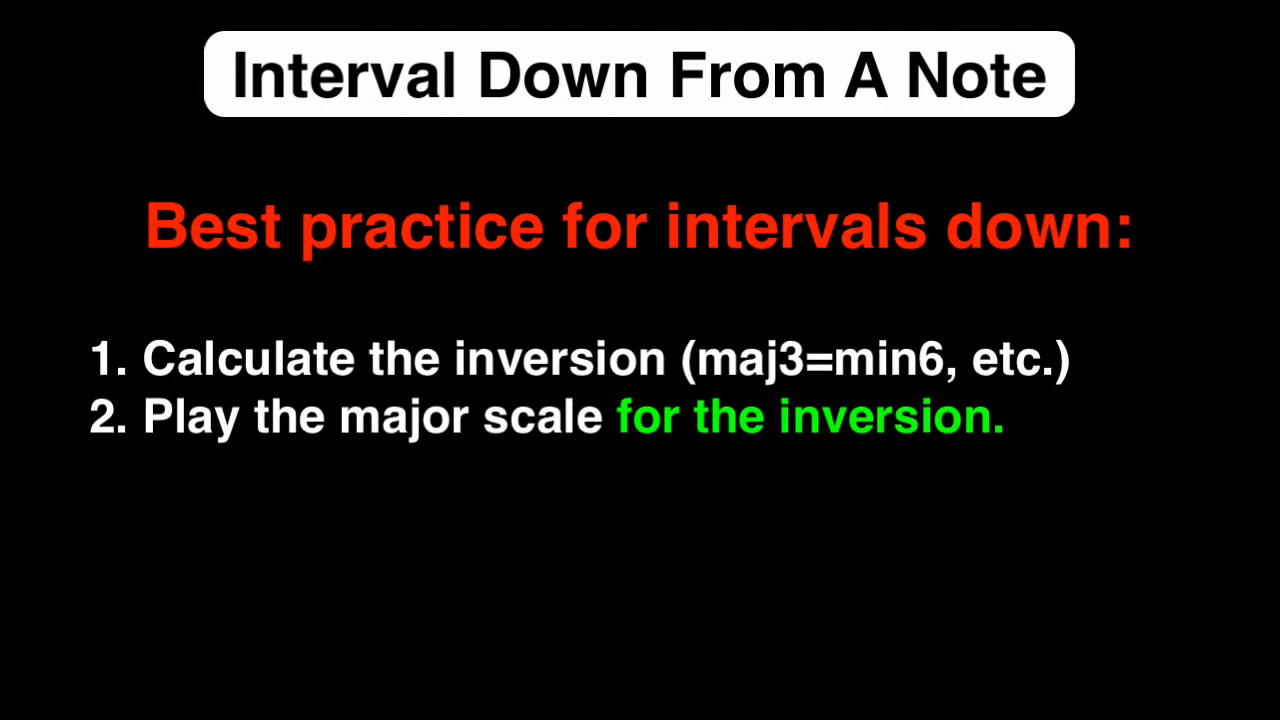 Interval Down From A Note
Best practice for intervals down:
1. Calculate the inversion (maj3=min6, etc.)
2. Play the major scale for the inversion.